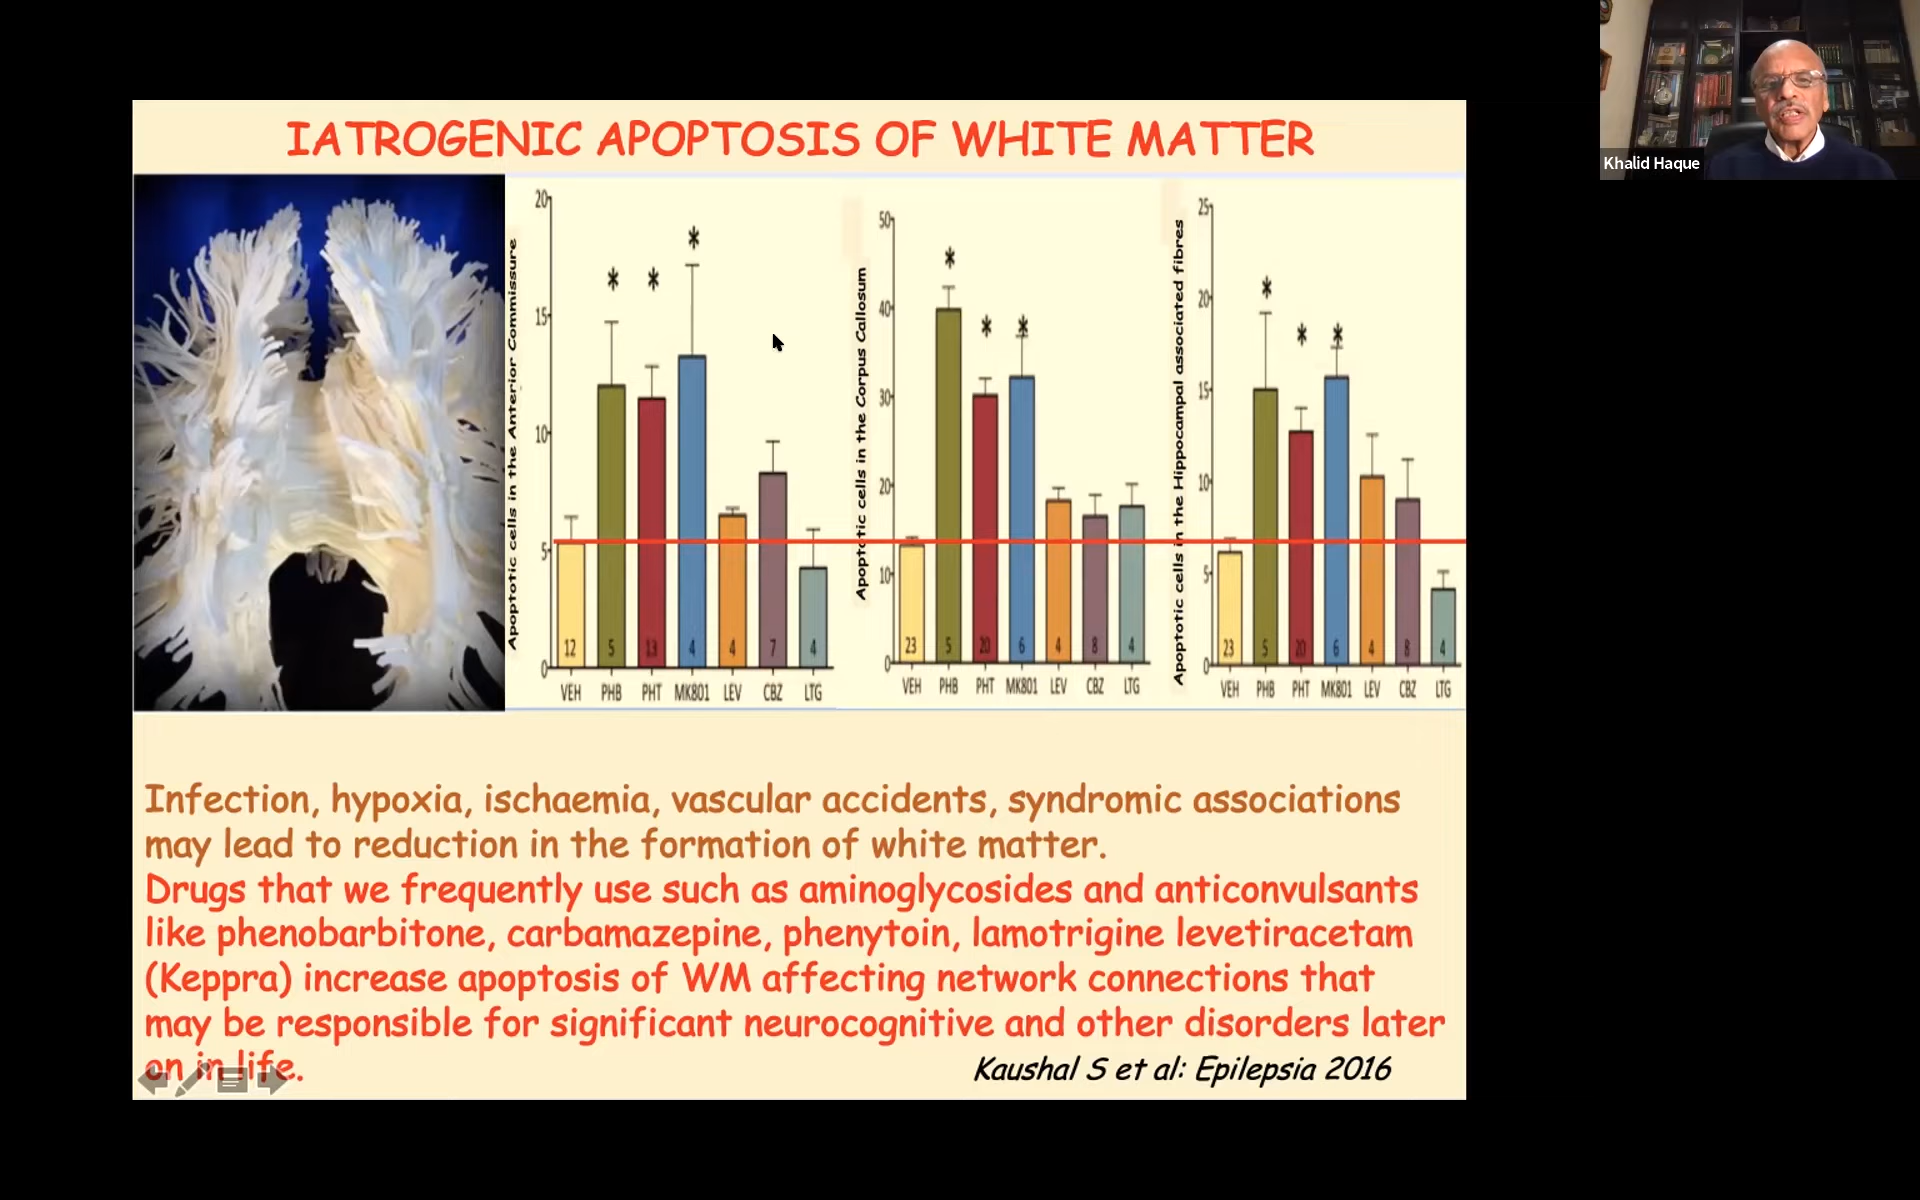 Khalid Haque
IATROGENIC APOPTOSIS OF WHITE MATTER
Apoptotic cells in the Anterior Commissure
20
15
10
5
0
* * *
12 5 13 4 4 7 4
VEH PHB PHT MK801 LEV CBZ LTG
Apoptotic cells in the Corpus Callosum
50
40
30
20
10
0
* * *
23 5 20 6 4 8 4
VEH PHB PHT MK801 LEV CBZ LTG
Apoptotic cells in the Hippocampal associated fibres
25
20
15
10
5
0
* * *
23 5 20 6 4 8 4
VEH PHB PHT MK801 LEV CBZ LTG
Infection, hypoxia, ischaemia, vascular accidents, syndromic associations
may lead to reduction in the formation of white matter.
Drugs that we frequently use such as aminoglycosides and anticonvulsants
like phenobarbitone, carbamazepine, phenytoin, lamotrigine levetiracetam
(Keppra) increase apoptosis of WM affecting network connections that
may be responsible for significant neurocognitive and other disorders later
on in life.
Kaushal S et al: Epilepsia 2016